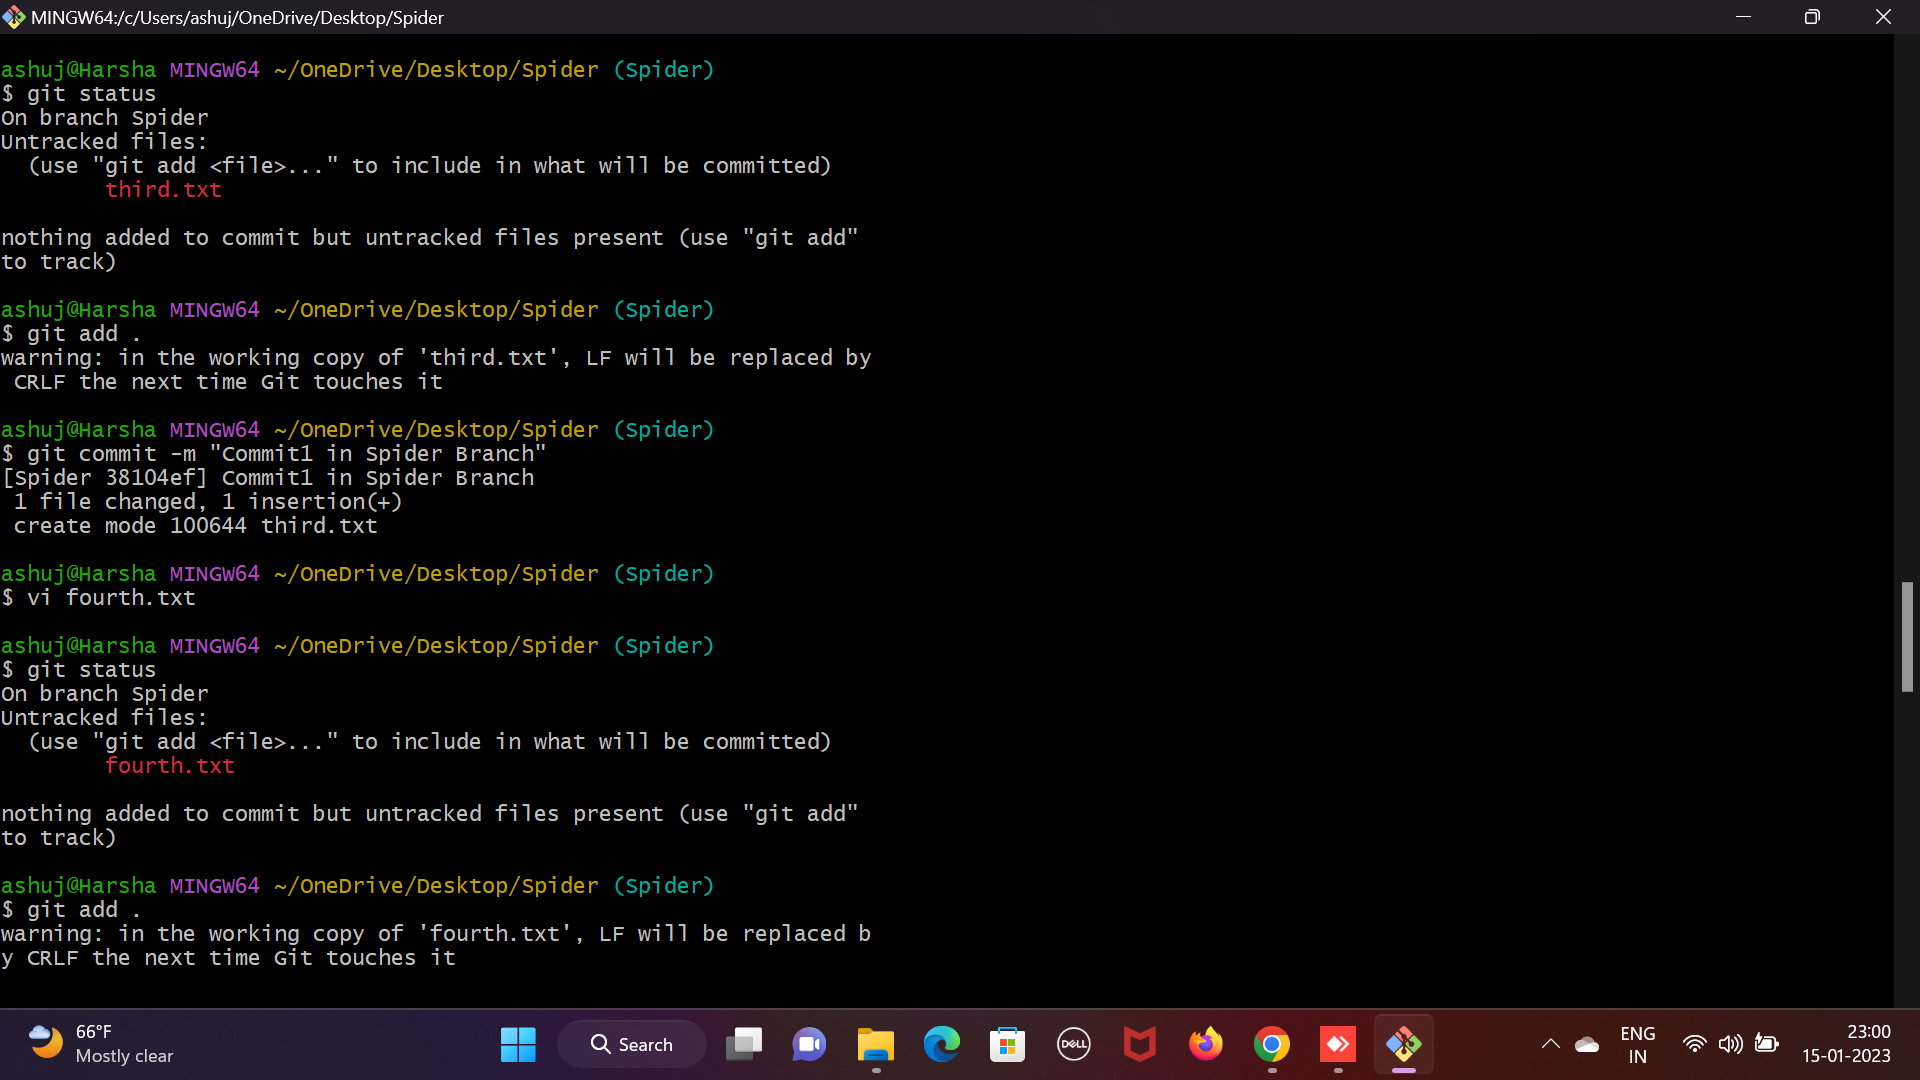 MINGW64:/c/Users/ashuj/OneDrive/Desktop/Spider
ashuj@Harsha MINGW64 ~/OneDrive/Desktop/Spider (Spider)
$ git status
On branch Spider
Untracked files:
  (use "git add <file>..." to include in what will be committed)
        third.txt
nothing added to commit but untracked files present (use "git add"
to track)
ashuj@Harsha MINGW64 ~/OneDrive/Desktop/Spider (Spider)
$ git add .
warning: in the working copy of 'third.txt', LF will be replaced by
 CRLF the next time Git touches it
ashuj@Harsha MINGW64 ~/OneDrive/Desktop/Spider (Spider)
$ git commit -m "Commit1 in Spider Branch"
[Spider 38104ef] Commit1 in Spider Branch
 1 file changed, 1 insertion(+)
 create mode 100644 third.txt
ashuj@Harsha MINGW64 ~/OneDrive/Desktop/Spider (Spider)
$ vi fourth.txt
ashuj@Harsha MINGW64 ~/OneDrive/Desktop/Spider (Spider)
$ git status
On branch Spider
Untracked files:
  (use "git add <file>..." to include in what will be committed)
        fourth.txt
nothing added to commit but untracked files present (use "git add"
to track)
ashuj@Harsha MINGW64 ~/OneDrive/Desktop/Spider (Spider)
$ git add .
warning: in the working copy of 'fourth.txt', LF will be replaced b
y CRLF the next time Git touches it
66°F
Mostly clear
Search
DELL
ENG
IN
23:00
15-01-2023